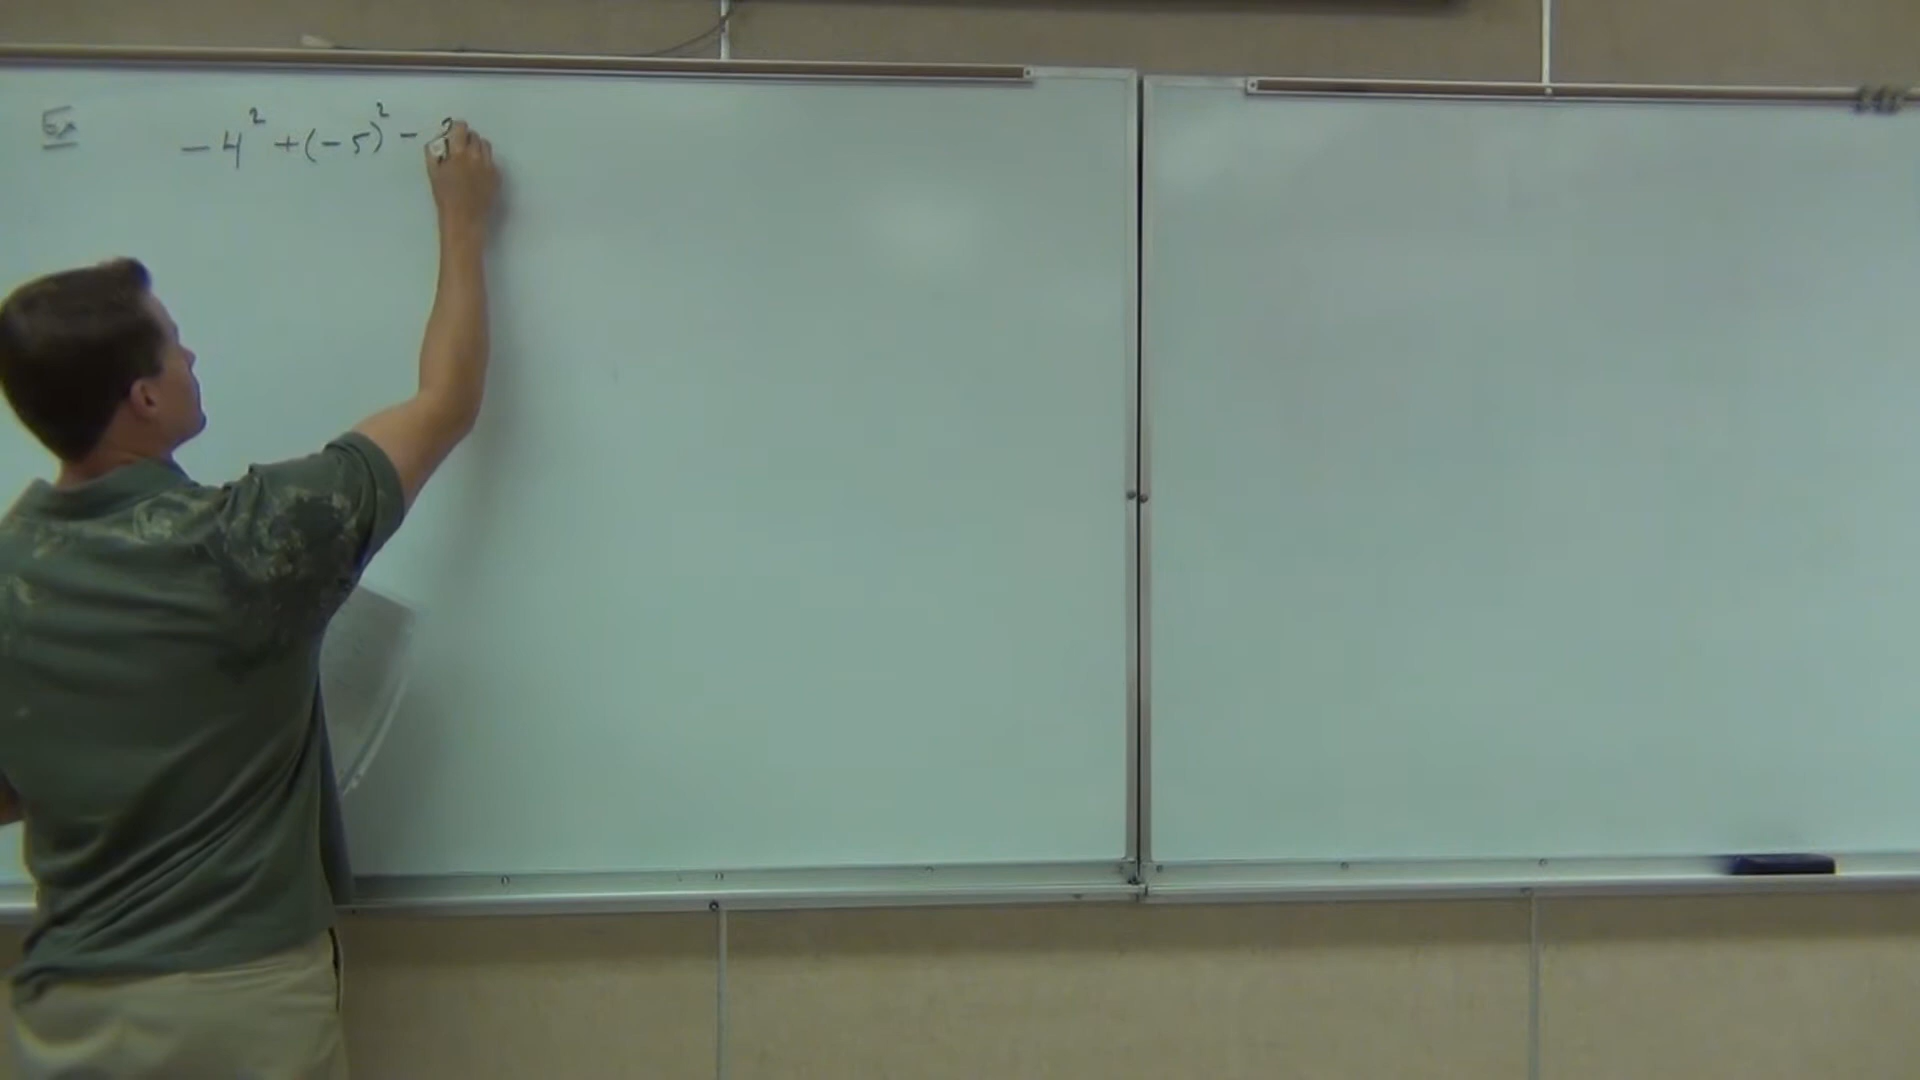 Ex -4² + (-5)² -